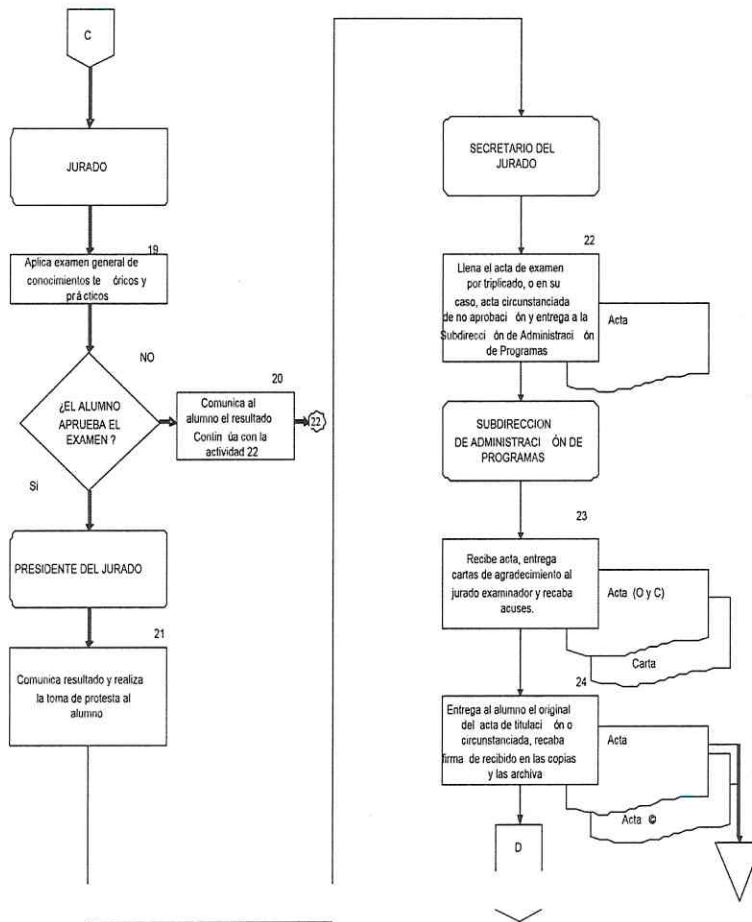 C
JURADO
19
Aplica examen general de
conocimientos te óricos y
prácticos
NO
¿EL ALUMNO
APRUEBA EL
EXAMEN ?
20
Comunica al
alumno el resultado
Contin úa con la
actividad 22
22
Si
PRESIDENTE DEL JURADO
21
Comunica resultado y realiza
la toma de protesta al
alumno
SECRETARIO DEL
JURADO
22
Llena el acta de examen
por triplicado, o en su
caso, acta circunstanciada
de no aprobaci ón y entrega a la
Subdirecci ón de Administraci ón
de Programas
Acta
SUBDIRECCION
DE ADMINISTRACI ÓN DE
PROGRAMAS
23
Recibe acta, entrega
cartas de agradecimiento al
jurado examinador y recaba
acuses.
Acta (O y C)
Carta
24
Entrega al alumno el original
del acta de titulaci ón o
circunstanciada, recaba
firma de recibido en las copias
y las archiva
Acta
Acta ©
D